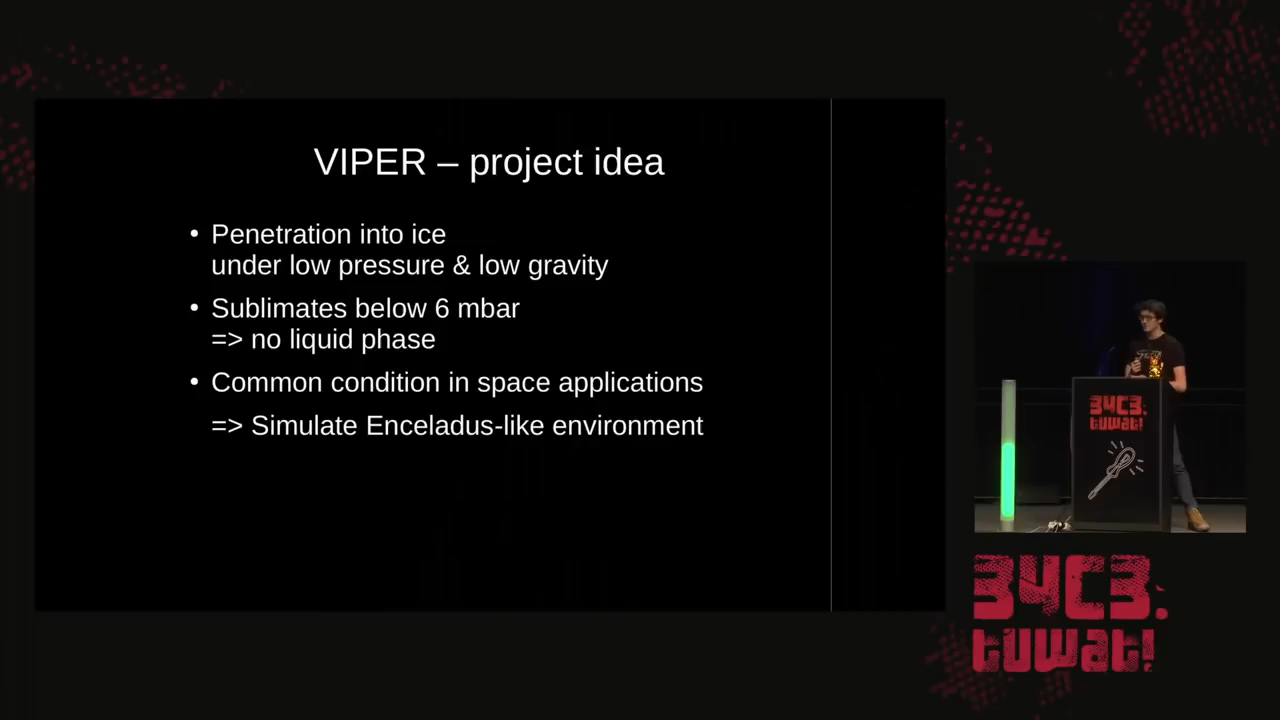 VIPER – project idea
• Penetration into ice
under low pressure & low gravity
• Sublimates below 6 mbar
=> no liquid phase
• Common condition in space applications
=> Simulate Enceladus-like environment
34C3.
tuwat!
34C3.
tuwat!